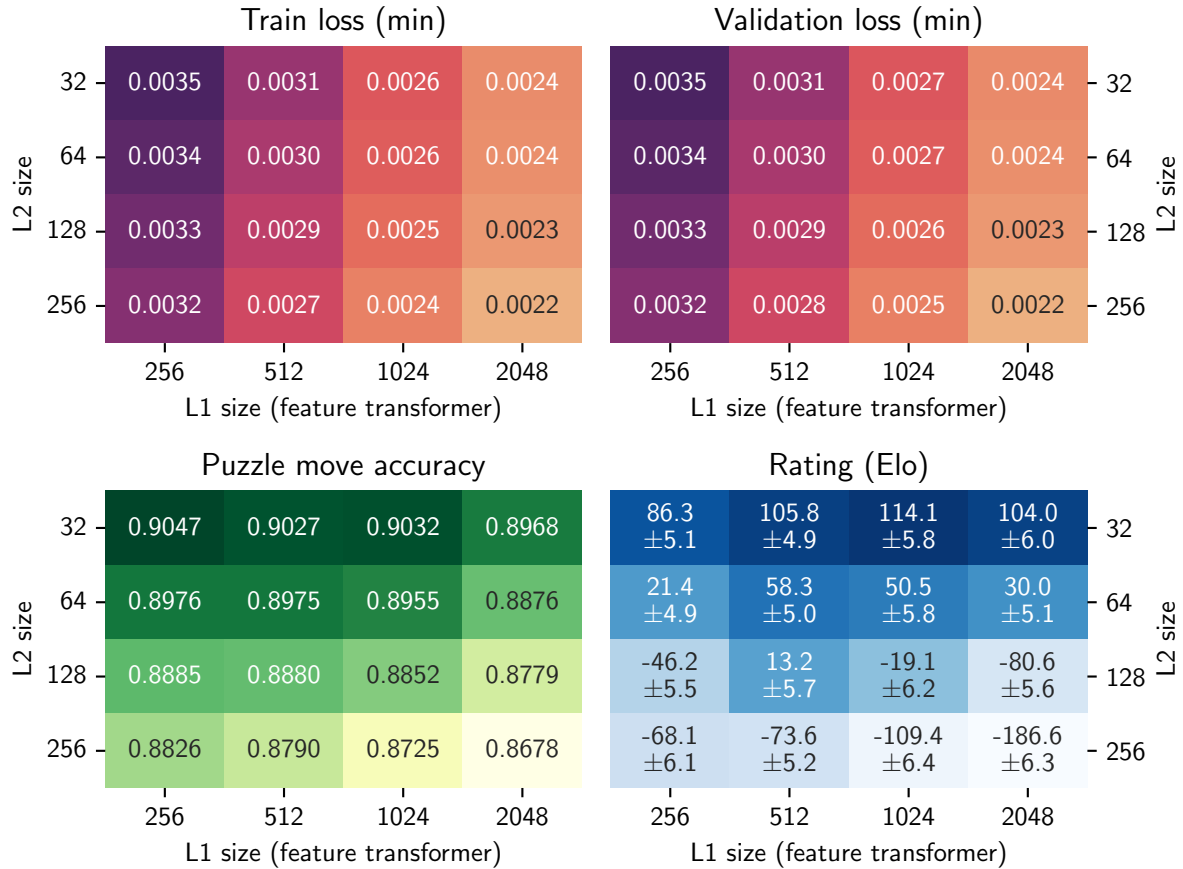 Train loss (min)
Validation loss (min)
L2 size
32
0.0035 0.0031 0.0026 0.0024
64
0.0034 0.0030 0.0026 0.0024
128
0.0033 0.0029 0.0025 0.0023
256
0.0032 0.0027 0.0024 0.0022
256 512 1024 2048
L1 size (feature transformer)
0.0035 0.0031 0.0027 0.0024
32
0.0034 0.0030 0.0027 0.0024
64
0.0033 0.0029 0.0026 0.0023
128
0.0032 0.0028 0.0025 0.0022
256
L2 size
256 512 1024 2048
L1 size (feature transformer)
Puzzle move accuracy
Rating (Elo)
L2 size
32
0.9047 0.9027 0.9032 0.8968
64
0.8976 0.8975 0.8955 0.8876
128
0.8885 0.8880 0.8852 0.8779
256
0.8826 0.8790 0.8725 0.8678
256 512 1024 2048
L1 size (feature transformer)
86.3 105.8 114.1 104.0
±5.1 ±4.9 ±5.8 ±6.0
32
21.4 58.3 50.5 30.0
±4.9 ±5.0 ±5.8 ±5.1
64
-46.2 13.2 -19.1 -80.6
±5.5 ±5.7 ±6.2 ±5.6
128
-68.1 -73.6 -109.4 -186.6
±6.1 ±5.2 ±6.4 ±6.3
256
L2 size
256 512 1024 2048
L1 size (feature transformer)